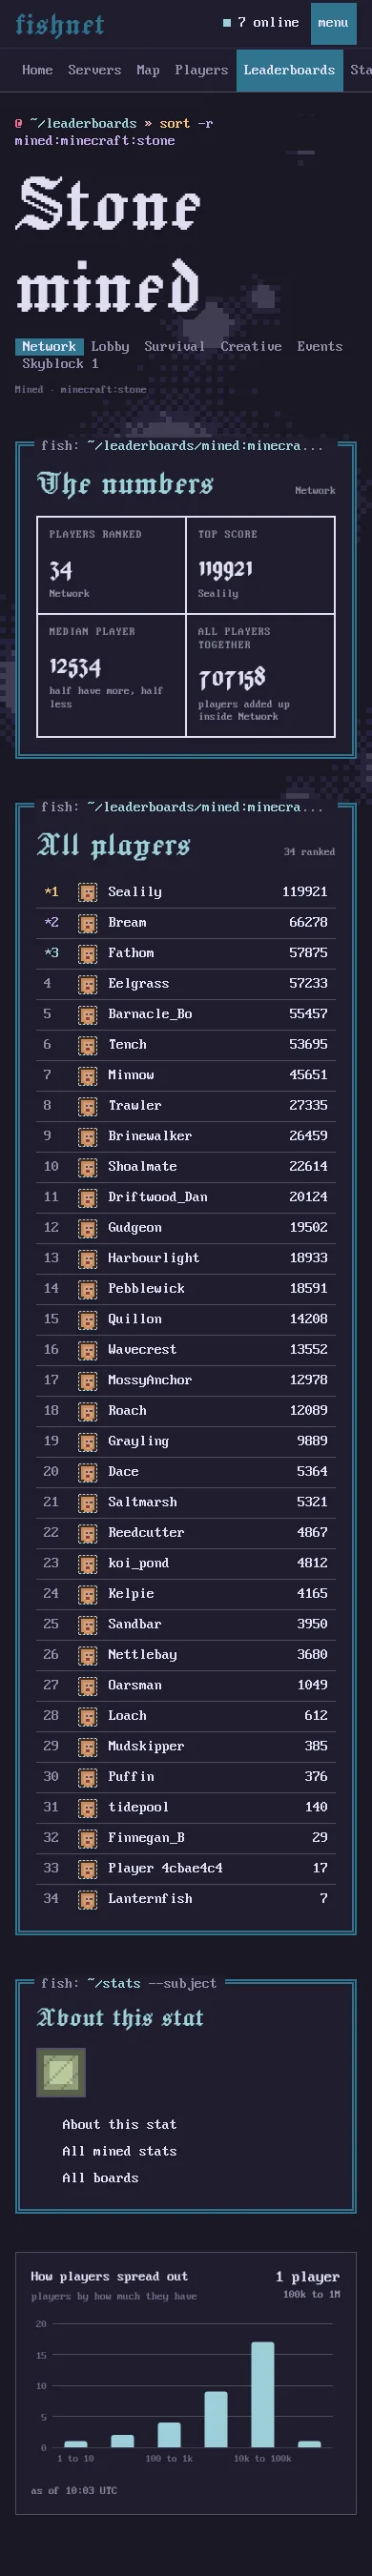 fishnet
7 online menu
Home Servers Map Players Leaderboards Sta
@ ~/leaderboards » sort -r
mined:minecraft:stone
Stone
mined
Network Lobby Survival Creative Events
Skyblock 1
Mined · minecraft:stone
fish: ~/leaderboards/mined:minecra...
The numbers Network
PLAYERS RANKED
34
Network
TOP SCORE
119921
Sealily
MEDIAN PLAYER
12534
half have more, half
less
ALL PLAYERS
TOGETHER
707158
players added up
inside Network
fish: ~/leaderboards/mined:minecra...
All players 34 ranked
*1 Sealily 119921
*2 Bream 66278
*3 Fathom 57875
4 Eelgrass 57233
5 Barnacle_Bo 55457
6 Tench 53695
7 Minnow 45651
8 Trawler 27335
9 Brinewalker 26459
10 Shoalmate 22614
11 Driftwood_Dan 20124
12 Gudgeon 19502
13 Harbourlight 18933
14 Pebblewick 18591
15 Quillon 14208
16 Wavecrest 13552
17 MossyAnchor 12978
18 Roach 12089
19 Grayling 9889
20 Dace 5364
21 Saltmarsh 5321
22 Reedcutter 4867
23 koi_pond 4812
24 Kelpie 4165
25 Sandbar 3950
26 Nettlebay 3680
27 Oarsman 1049
28 Loach 612
29 Mudskipper 385
30 Puffin 376
31 tidepool 140
32 Finnegan_B 29
33 Player 4cbae4c4 17
34 Lanternfish 7
fish: ~/stats --subject
About this stat
About this stat
All mined stats
All boards
How players spread out 1 player
players by how much they have 100k to 1M
20
15
10
5
0
1 to 10 100 to 1k 10k to 100k
as of 10:03 UTC